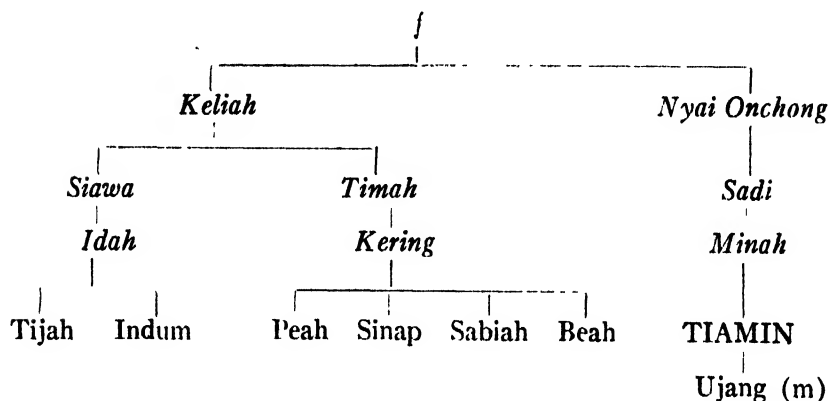 f
Keliah Nyai Onchong
Siawa Timah Sadi
Idah Kering Minah
Tijah Indum Peah Sinap Sabiah Beah TIAMIN
Ujang (m)